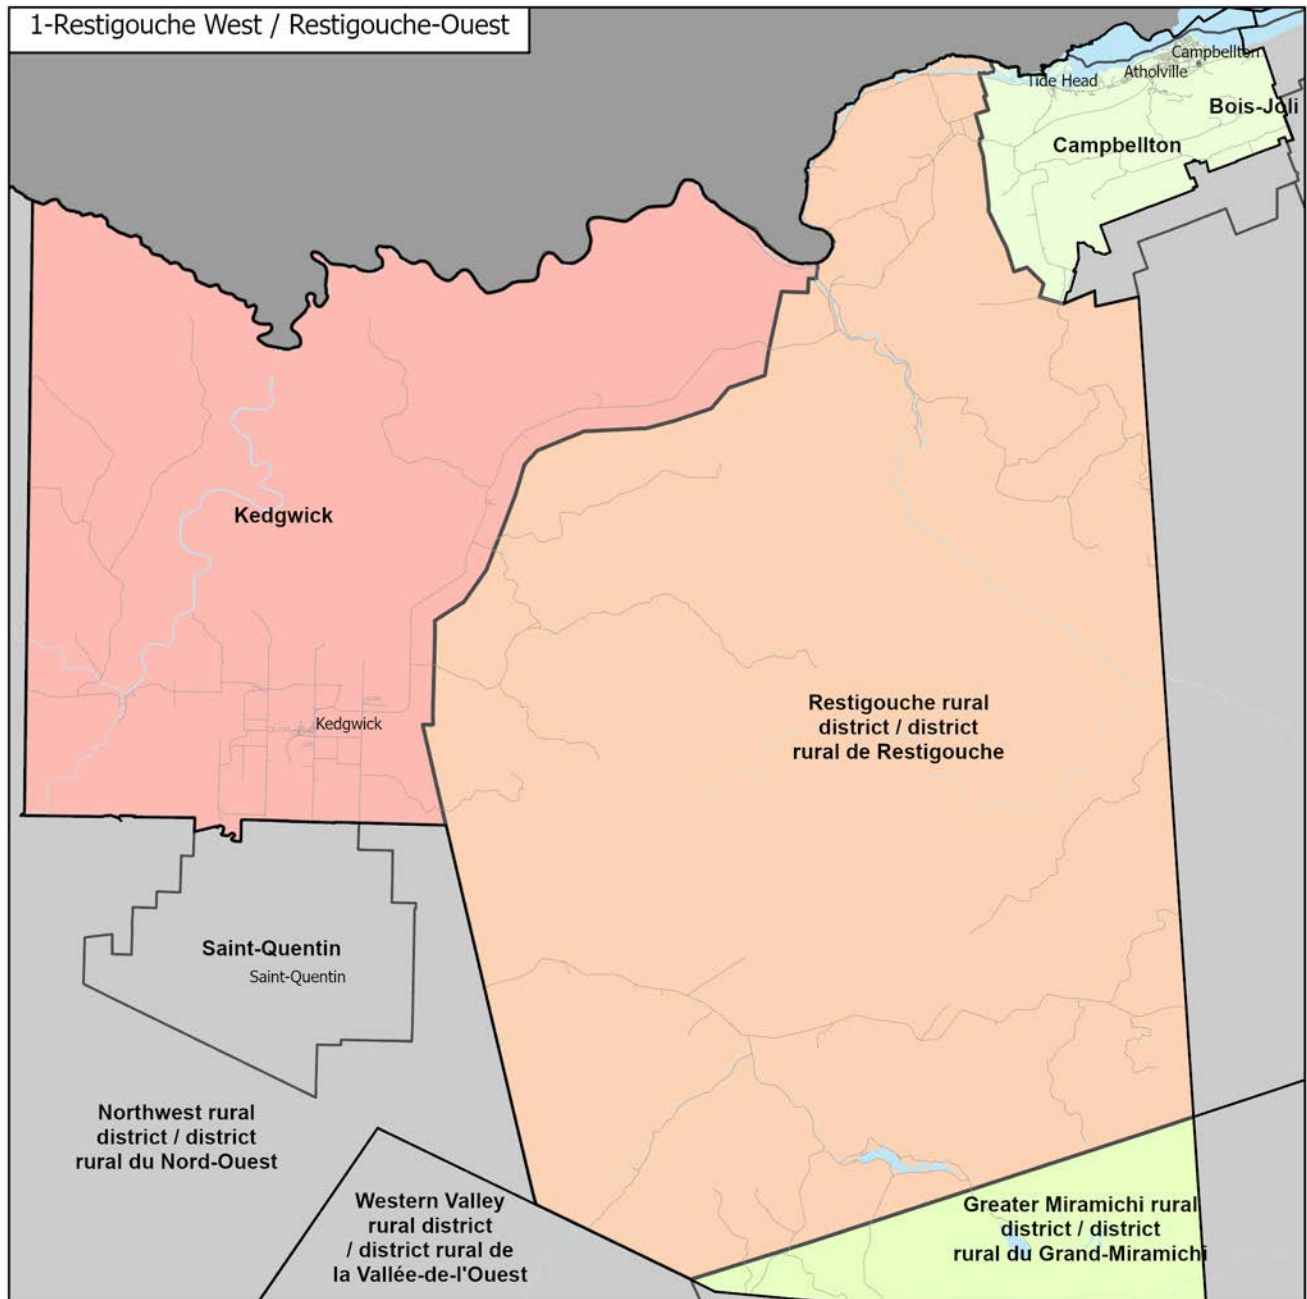 1-Restigouche West / Restigouche-Ouest
Campbellton
Tide Head
Atholville
Bois-Joli
Campbellton
Kedgwick
Restigouche rural
district / district
rural de Restigouche
Kedgwick
Saint-Quentin
Saint-Quentin
Northwest rural
district / district
rural du Nord-Ouest
Western Valley
rural district
/ district rural de
la Vallée-de-l'Ouest
Greater Miramichi rural
district / district
rural du Grand-Miramichi